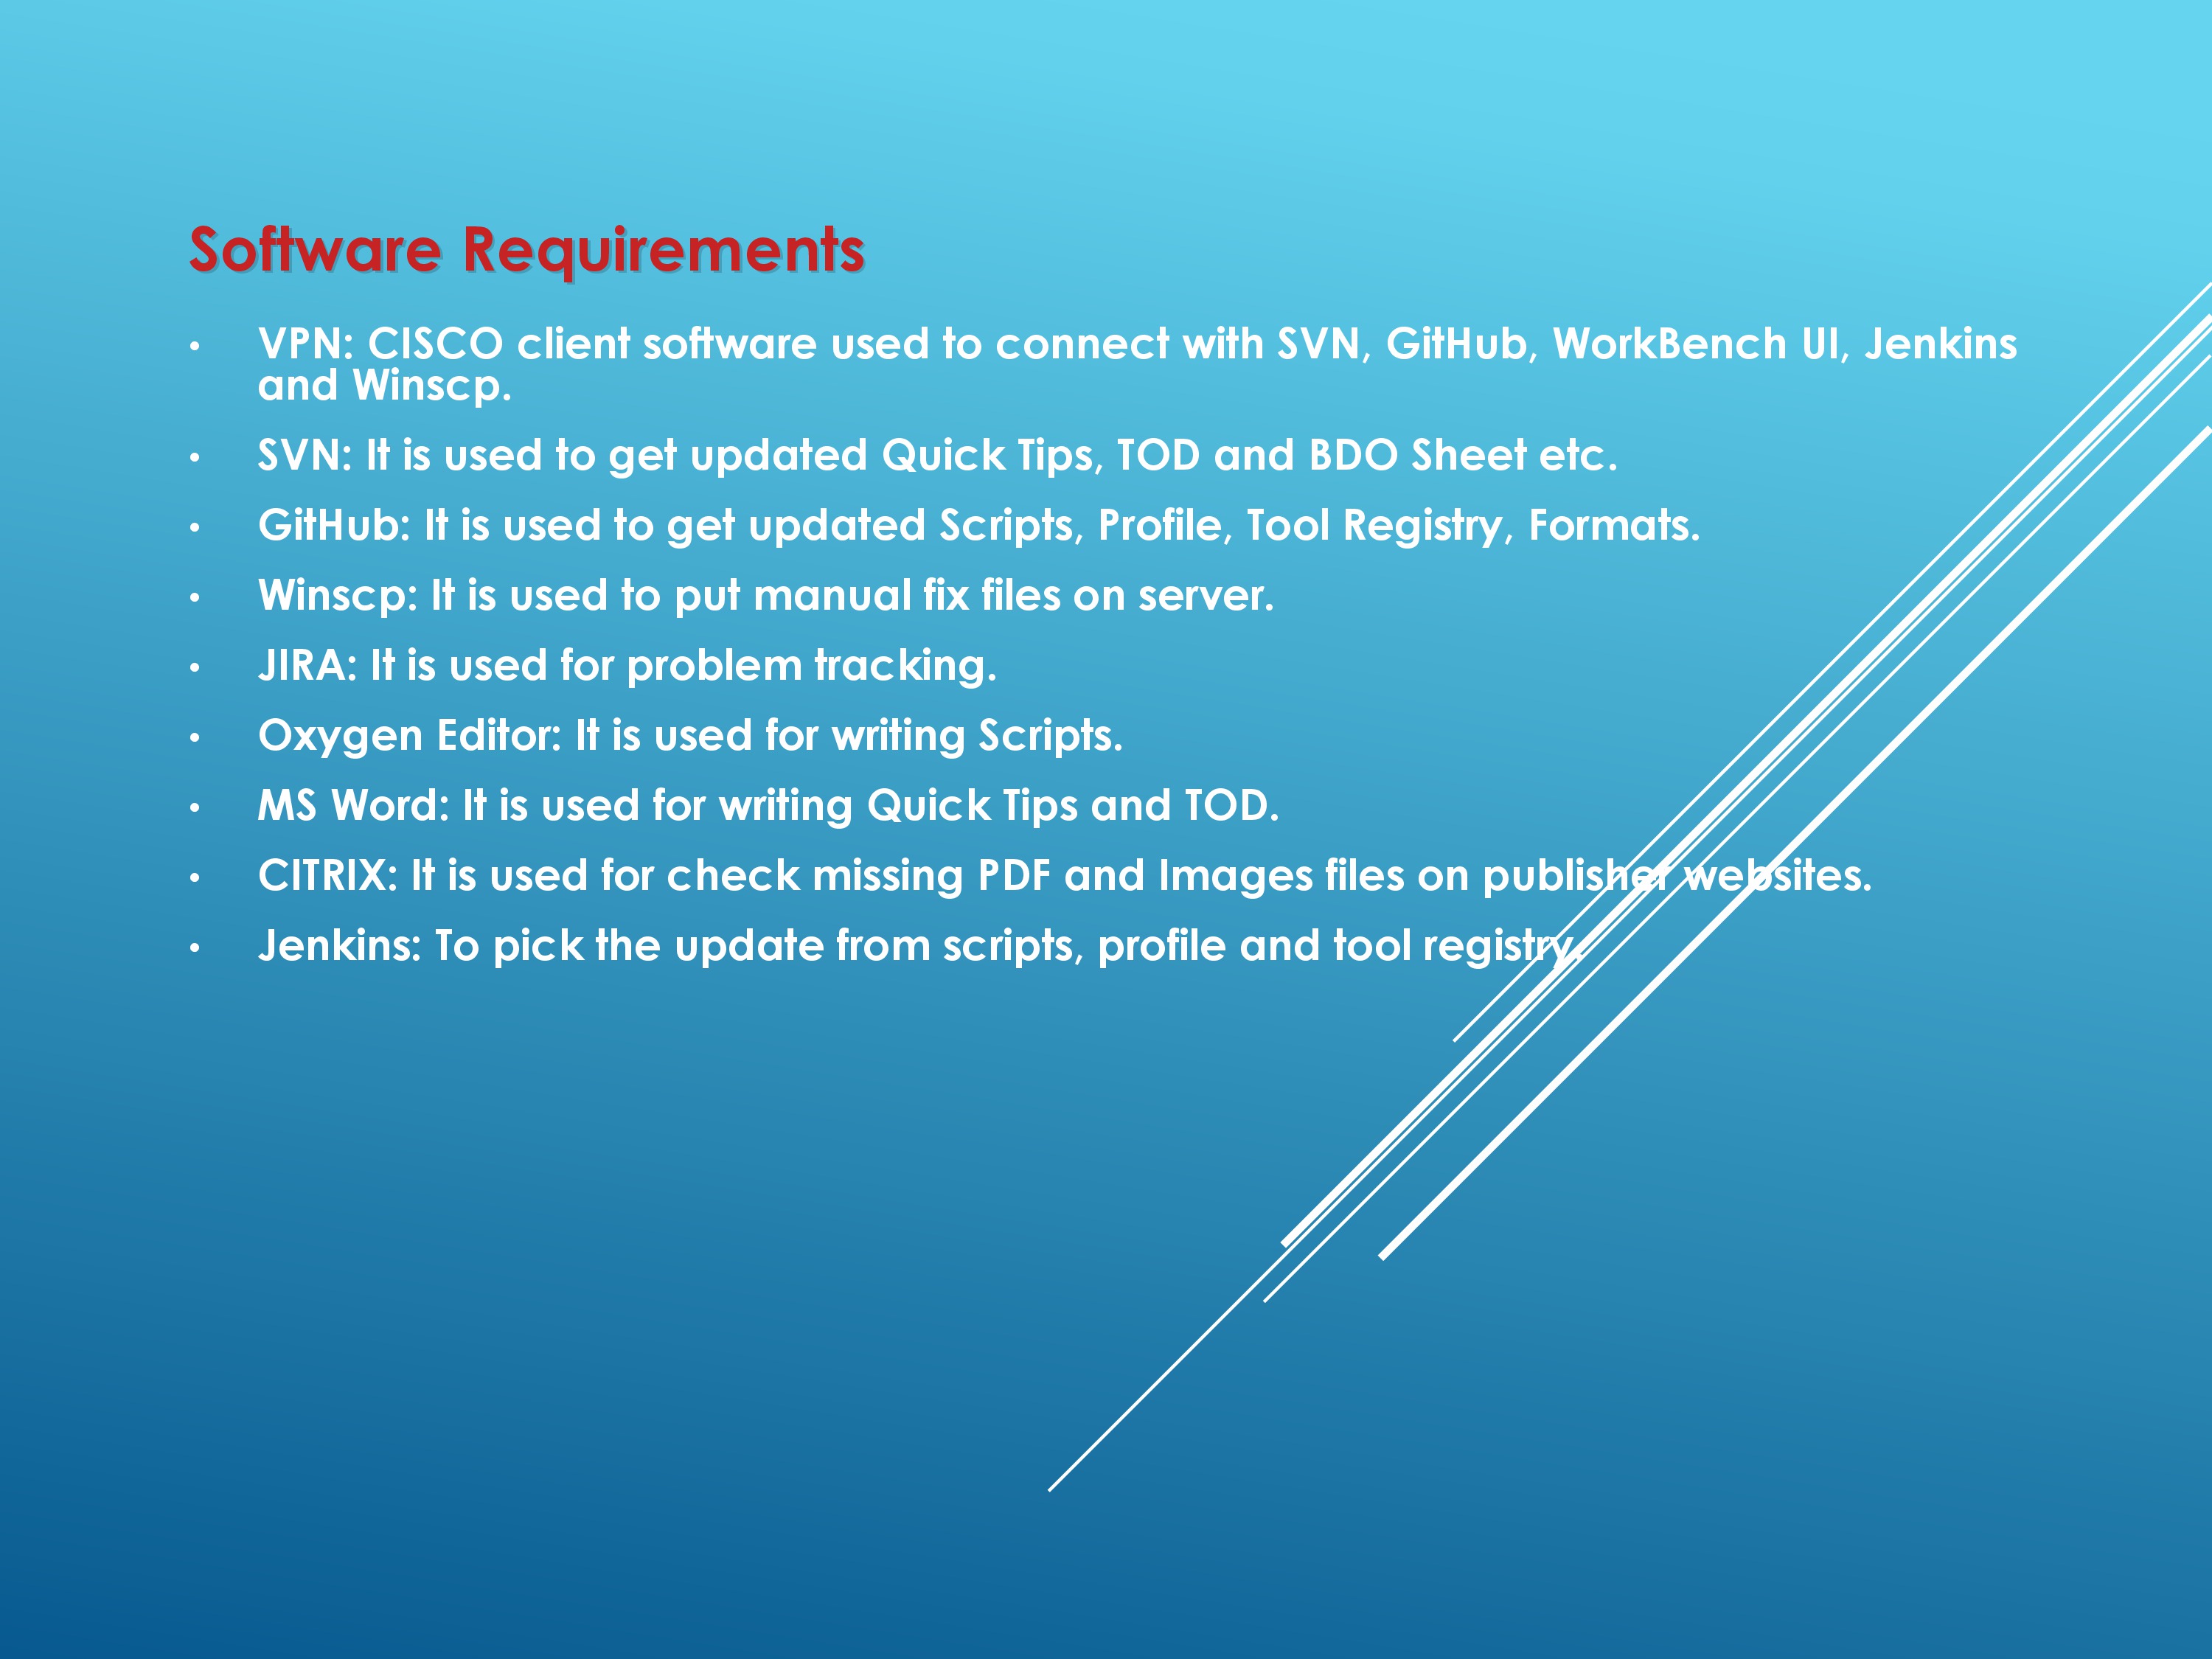 Software Requirements
• VPN: CISCO client software used to connect with SVN, GitHub, WorkBench UI, Jenkins
and Winscp.
• SVN: It is used to get updated Quick Tips, TOD and BDO Sheet etc.
• GitHub: It is used to get updated Scripts, Profile, Tool Registry, Formats.
• Winscp: It is used to put manual fix files on server.
• JIRA: It is used for problem tracking.
• Oxygen Editor: It is used for writing Scripts.
• MS Word: It is used for writing Quick Tips and TOD.
• CITRIX: It is used for check missing PDF and Images files on publisher websites.
• Jenkins: To pick the update from scripts, profile and tool registry.